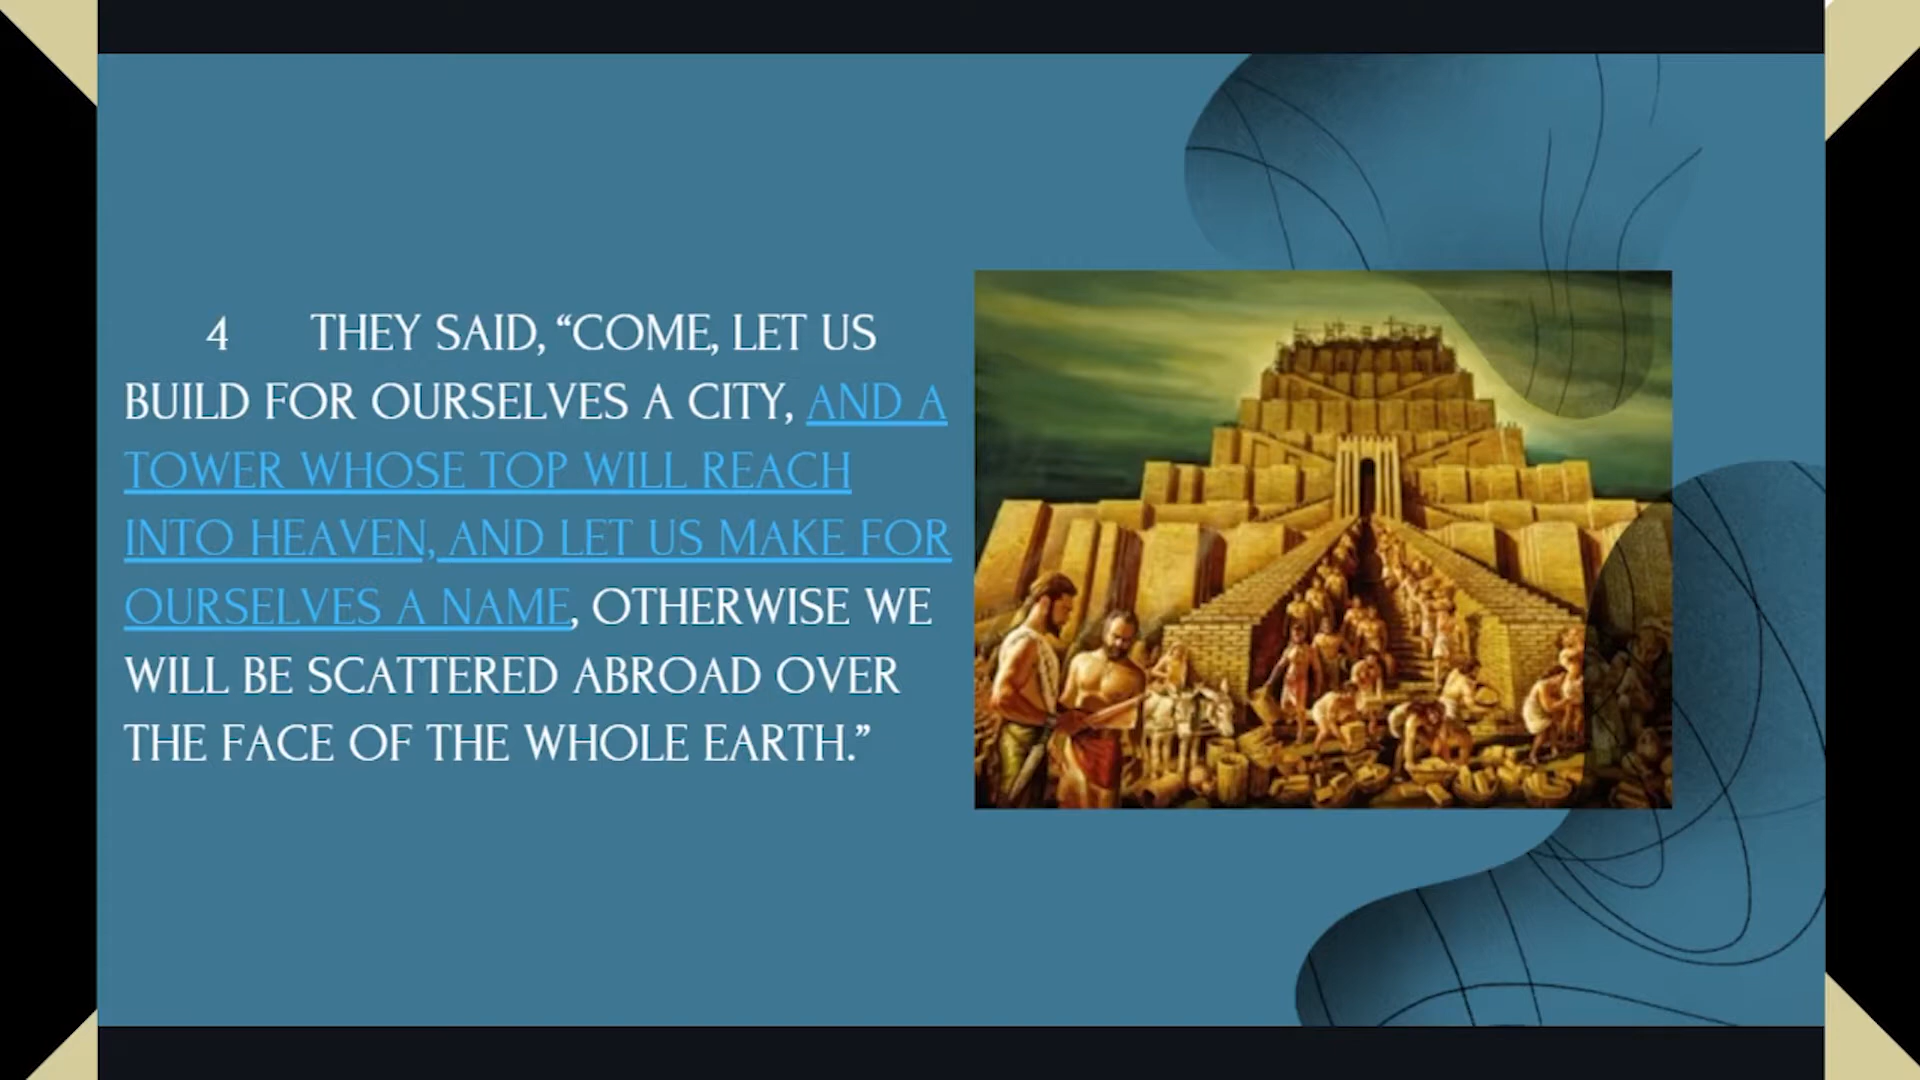 4 THEY SAID, “COME, LET US
BUILD FOR OURSELVES A CITY, AND A
TOWER WHOSE TOP WILL REACH
INTO HEAVEN, AND LET US MAKE FOR
OURSELVES A NAME, OTHERWISE WE
WILL BE SCATTERED ABROAD OVER
THE FACE OF THE WHOLE EARTH.”